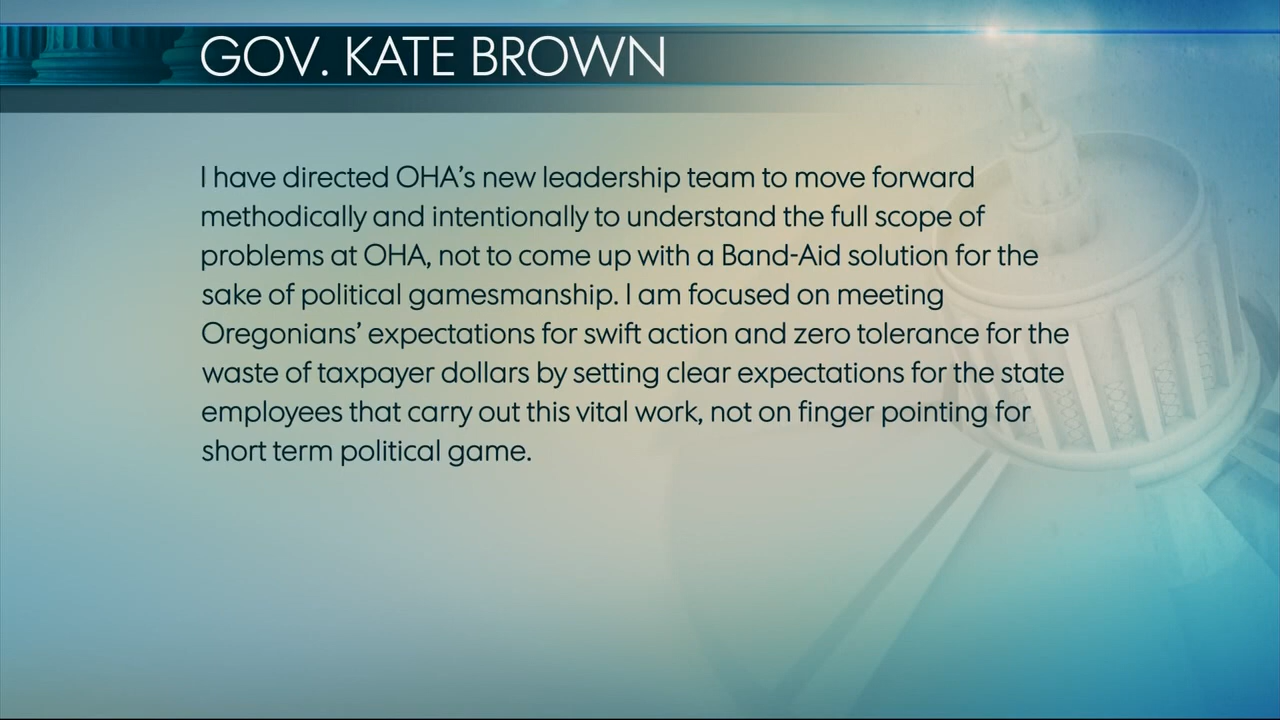 GOV. KATE BROWN
I have directed OHA’s new leadership team to move forward
methodically and intentionally to understand the full scope of
problems at OHA, not to come up with a Band-Aid solution for the
sake of political gamesmanship. I am focused on meeting
Oregonians’ expectations for swift action and zero tolerance for the
waste of taxpayer dollars by setting clear expectations for the state
employees that carry out this vital work, not on finger pointing for
short term political game.